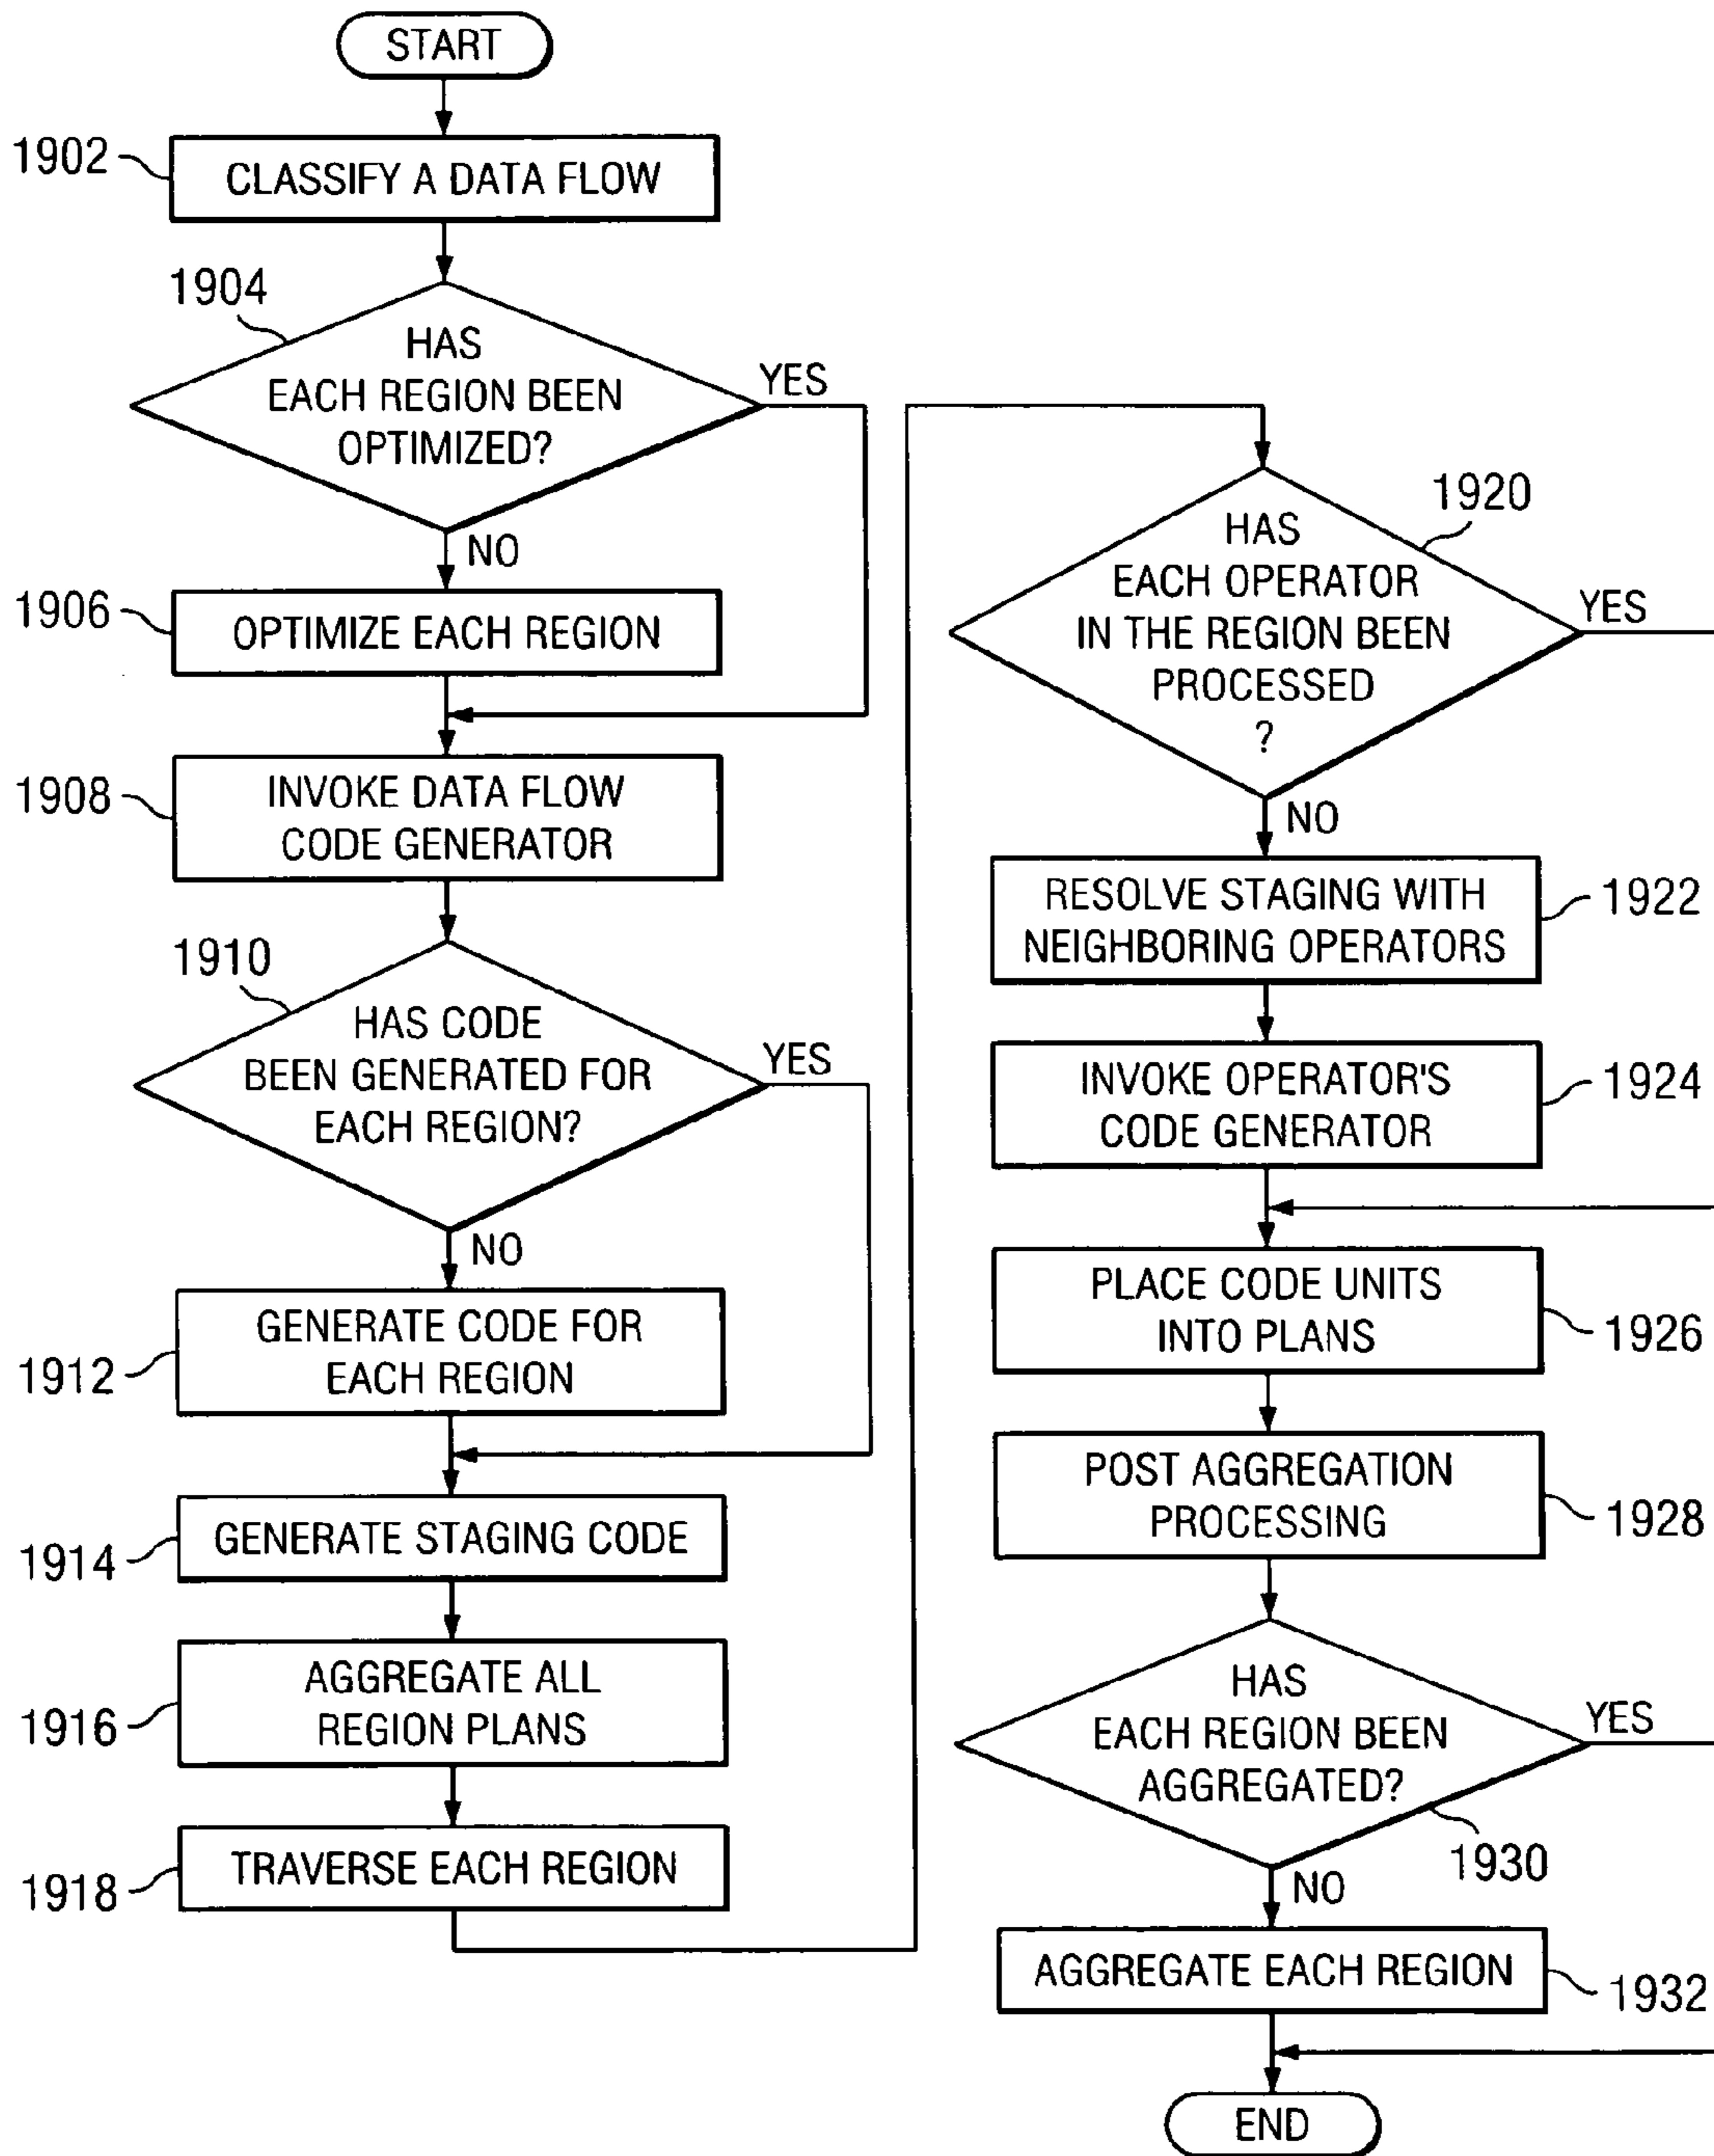 START
1902
CLASSIFY A DATA FLOW
1904
HAS
EACH REGION BEEN
OPTIMIZED?
YES
NO
1906
OPTIMIZE EACH REGION
1908
INVOKE DATA FLOW
CODE GENERATOR
1910
HAS CODE
BEEN GENERATED FOR
EACH REGION?
YES
NO
1912
GENERATE CODE FOR
EACH REGION
1914
GENERATE STAGING CODE
1916
AGGREGATE ALL
REGION PLANS
1918
TRAVERSE EACH REGION
1920
HAS
EACH OPERATOR
IN THE REGION BEEN
PROCESSED
?
YES
NO
RESOLVE STAGING WITH
NEIGHBORING OPERATORS
1922
INVOKE OPERATOR'S
CODE GENERATOR
1924
PLACE CODE UNITS
INTO PLANS
1926
POST AGGREGATION
PROCESSING
1928
HAS
EACH REGION BEEN
AGGREGATED?
YES
1930
NO
AGGREGATE EACH REGION
1932
END